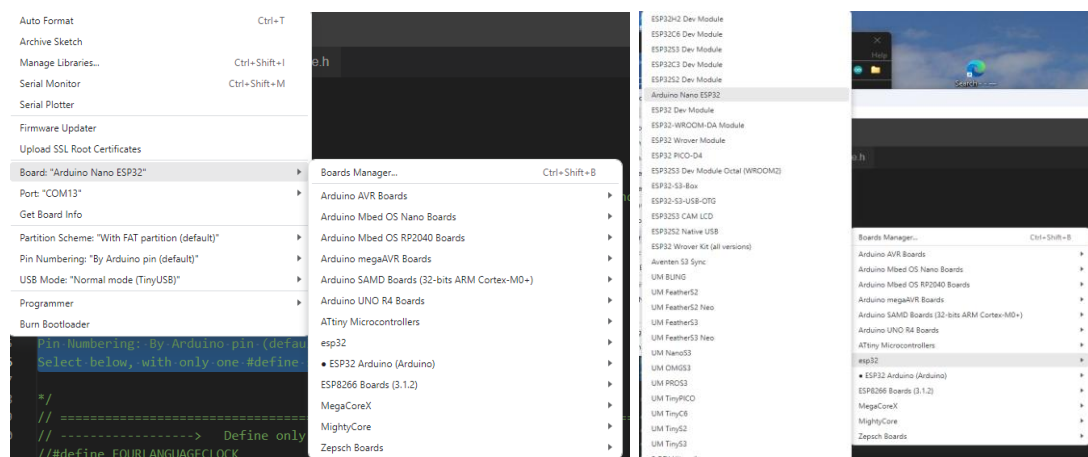 Auto Format Ctrl+T
Archive Sketch
Manage Libraries... Ctrl+Shift+I
Serial Monitor Ctrl+Shift+M
Serial Plotter
Firmware Updater
Upload SSL Root Certificates
Board: "Arduino Nano ESP32"
Port: "COM13"
Get Board Info
Partition Scheme: "With FAT partition (default)"
Pin Numbering: "By Arduino pin (default)"
USB Mode: "Normal mode (TinyUSB)"
Programmer
Burn Bootloader
e.h
Boards Manager... Ctrl+Shift+B
Arduino AVR Boards
Arduino Mbed OS Nano Boards
Arduino Mbed OS RP2040 Boards
Arduino megaAVR Boards
Arduino SAMD Boards (32-bits ARM Cortex-M0+)
Arduino UNO R4 Boards
ATtiny Microcontrollers
esp32
● ESP32 Arduino (Arduino)
ESP8266 Boards (3.1.2)
MegaCoreX
MightyCore
Zepsch Boards
Pin Numbering: By Arduino pin (defau
Select below, with only one #define
*/
// ----------------> Define only
//#define FOURLANGUAGECLOCK
ESP32H2 Dev Module
ESP32C6 Dev Module
ESP32S3 Dev Module
ESP32C3 Dev Module
ESP32S2 Dev Module
Arduino Nano ESP32
ESP32 Dev Module
ESP32-WROOM-DA Module
ESP32 Wrover Module
ESP32 PICO-D4
ESP32S3 Dev Module Octal (WROOM2)
ESP32-S3-Box
ESP32-S3-USB-OTG
ESP32S3 CAM LCD
ESP32S2 Native USB
ESP32 Wrover Kit (all versions)
Aventen S3 Sync
UM BLING
UM FeatherS2
UM FeatherS2 Neo
UM FeatherS3
UM FeatherS3 Neo
UM NanoS3
UM OMGS3
UM PROS3
UM TinyPICO
UM TinyC6
UM TinyS2
UM TinyS3
Help
Search
e.h
Boards Manager... Ctrl+Shift+B
Arduino AVR Boards
Arduino Mbed OS Nano Boards
Arduino Mbed OS RP2040 Boards
Arduino megaAVR Boards
Arduino SAMD Boards (32-bits ARM Cortex-M0+)
Arduino UNO R4 Boards
ATtiny Microcontrollers
esp32
● ESP32 Arduino (Arduino)
ESP8266 Boards (3.1.2)
MegaCoreX
MightyCore
Zepsch Boards